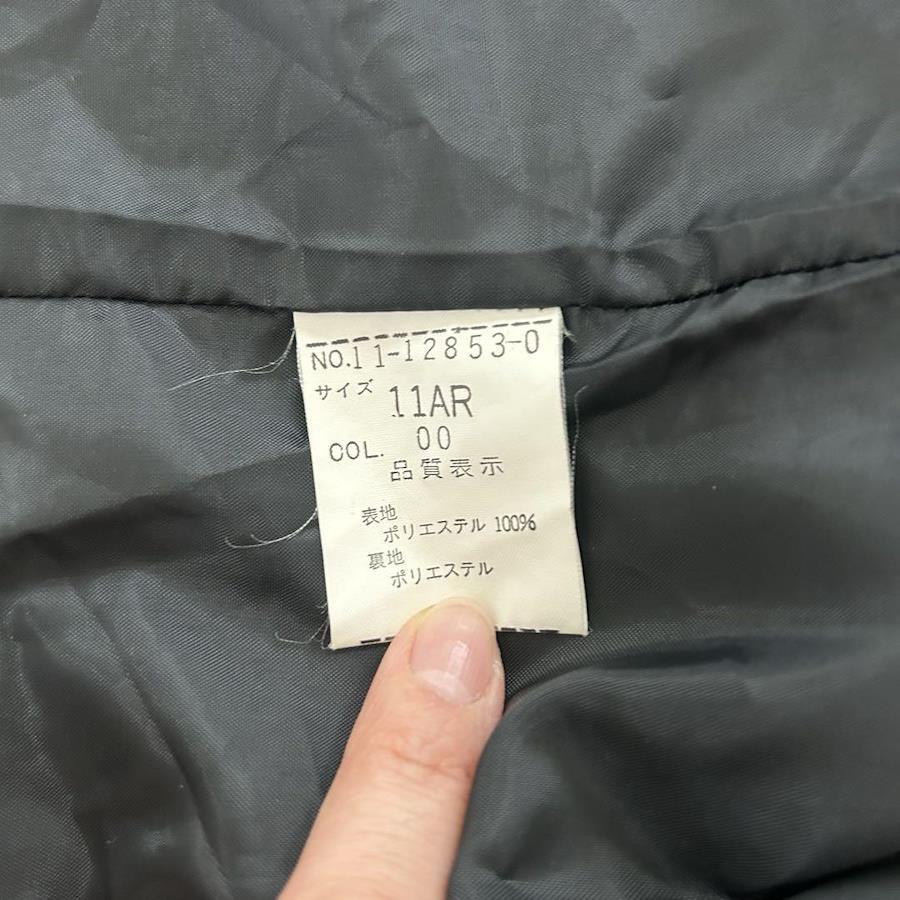 NO.11-12853-0
サイズ 11AR
COL. 00
品質表示
表地
ポリエステル 100%
裏地
ポリエステル